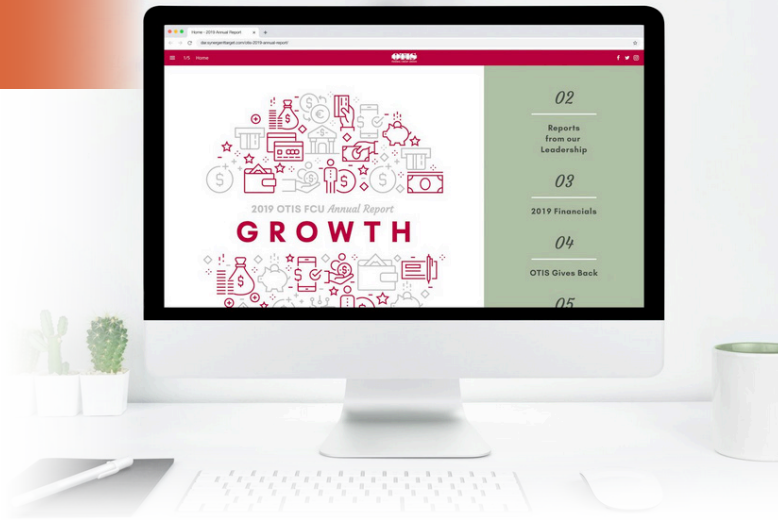 Home - 2019 Annual Report
1/5 Home
OTIS
2019 OTIS FCU Annual Report
GROWTH
02
Reports
from our
Leadership
03
2019 Financials
04
OTIS Gives Back
05